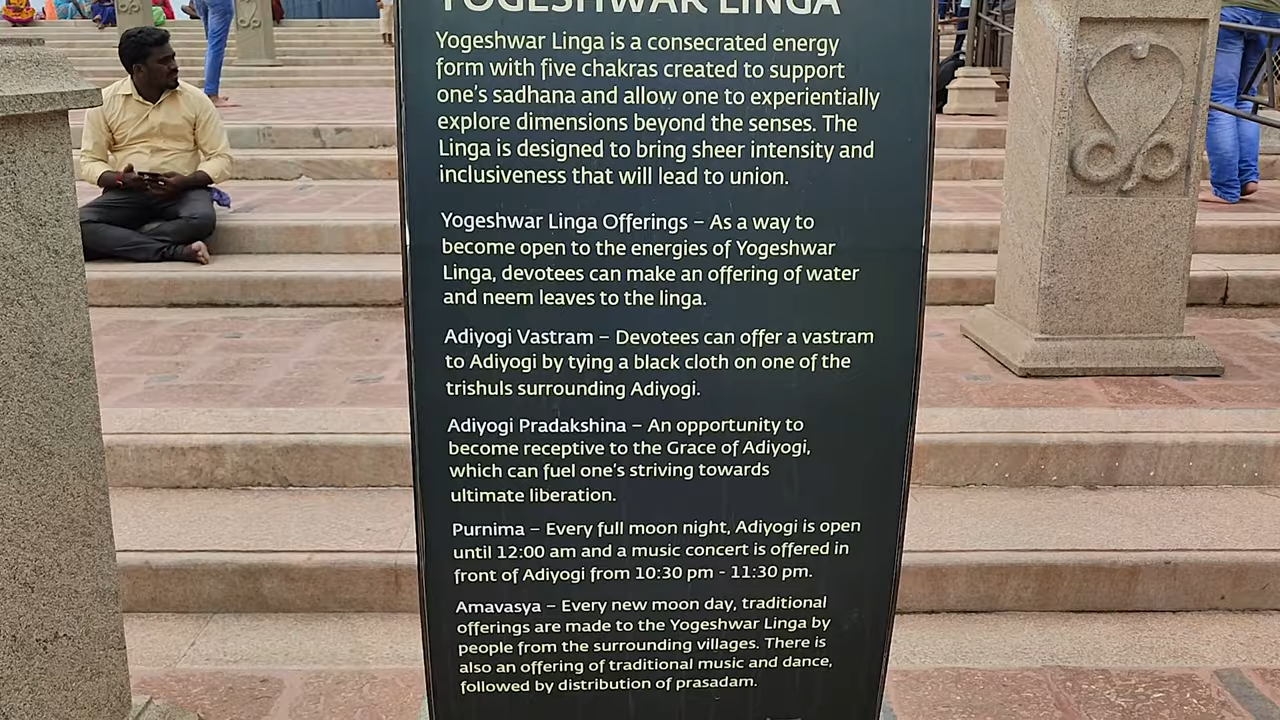 YOGESHWAR LINGA
Yogeshwar Linga is a consecrated energy
form with five chakras created to support
one's sadhana and allow one to experientially
explore dimensions beyond the senses. The
Linga is designed to bring sheer intensity and
inclusiveness that will lead to union.
Yogeshwar Linga Offerings – As a way to
become open to the energies of Yogeshwar
Linga, devotees can make an offering of water
and neem leaves to the linga.
Adiyogi Vastram – Devotees can offer a vastram
to Adiyogi by tying a black cloth on one of the
trishuls surrounding Adiyogi.
Adiyogi Pradakshina – An opportunity to
become receptive to the Grace of Adiyogi,
which can fuel one's striving towards
ultimate liberation.
Purnima – Every full moon night, Adiyogi is open
until 12:00 am and a music concert is offered in
front of Adiyogi from 10:30 pm - 11:30 pm.
Amavasya – Every new moon day, traditional
offerings are made to the Yogeshwar Linga by
people from the surrounding villages. There is
also an offering of traditional music and dance,
followed by distribution of prasadam.